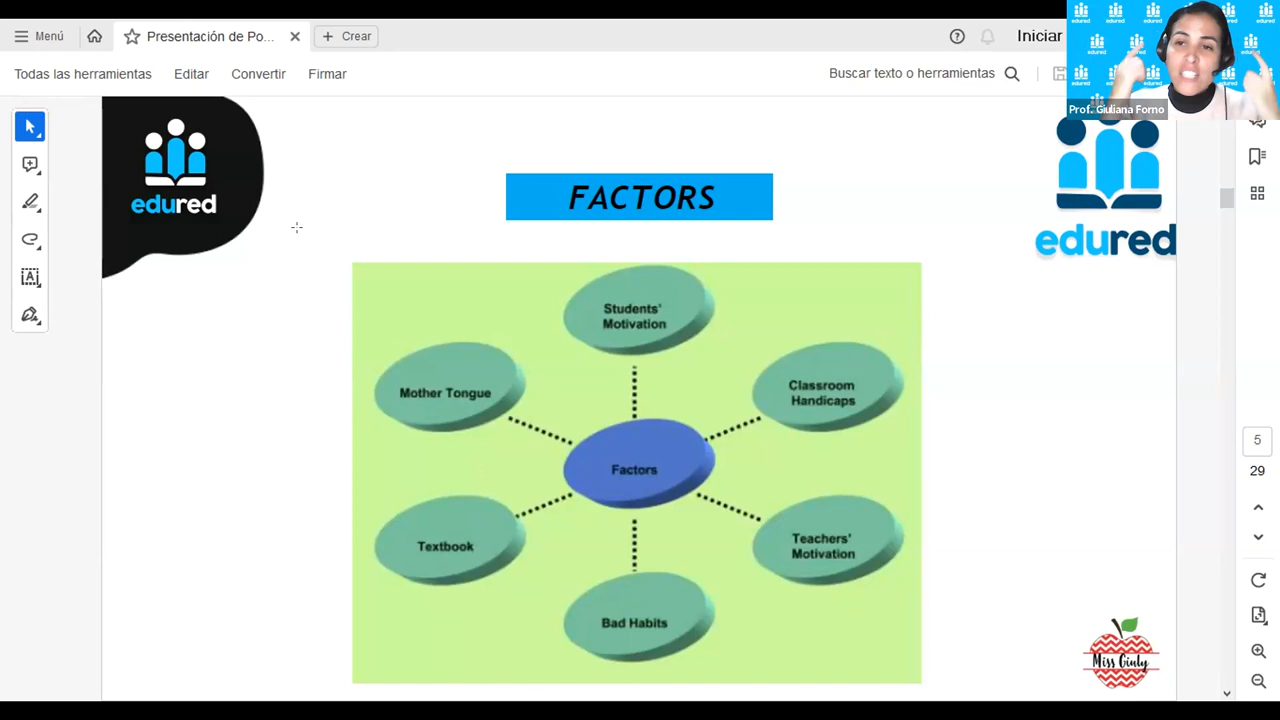 Menú
Presentación de Po...
Crear
Iniciar
Todas las herramientas
Editar
Convertir
Firmar
Buscar texto o herramientas
Prof. Giuliana Forno
edured
edured
FACTORS
Students'
Motivation
Mother Tongue
Classroom
Handicaps
Factors
Textbook
Teachers'
Motivation
Bad Habits
5
29
Miss Giuly